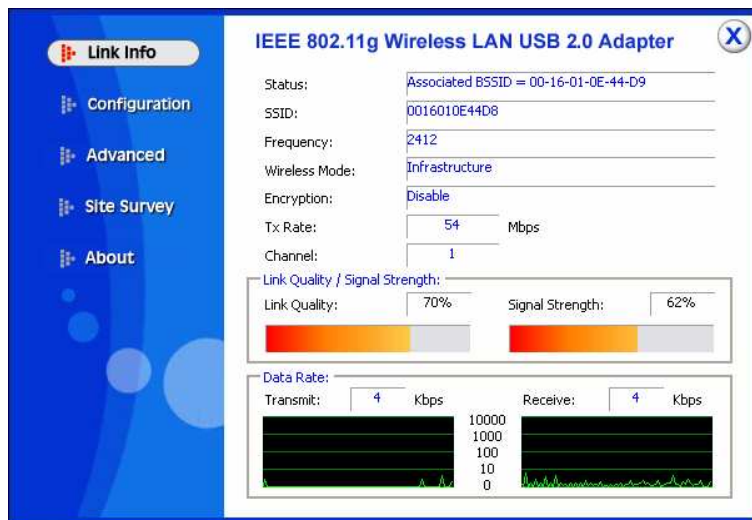 Link Info
Configuration
Advanced
Site Survey
About
IEEE 802.11g Wireless LAN USB 2.0 Adapter
X
Status: Associated BSSID = 00-16-01-0E-44-D9
SSID: 0016010E44D8
Frequency: 2412
Wireless Mode: Infrastructure
Encryption: Disable
Tx Rate: 54 Mbps
Channel: 1
Link Quality / Signal Strength:
Link Quality: 70% Signal Strength: 62%
Data Rate:
Transmit: 4 Kbps Receive: 4 Kbps
10000
1000
100
10
0